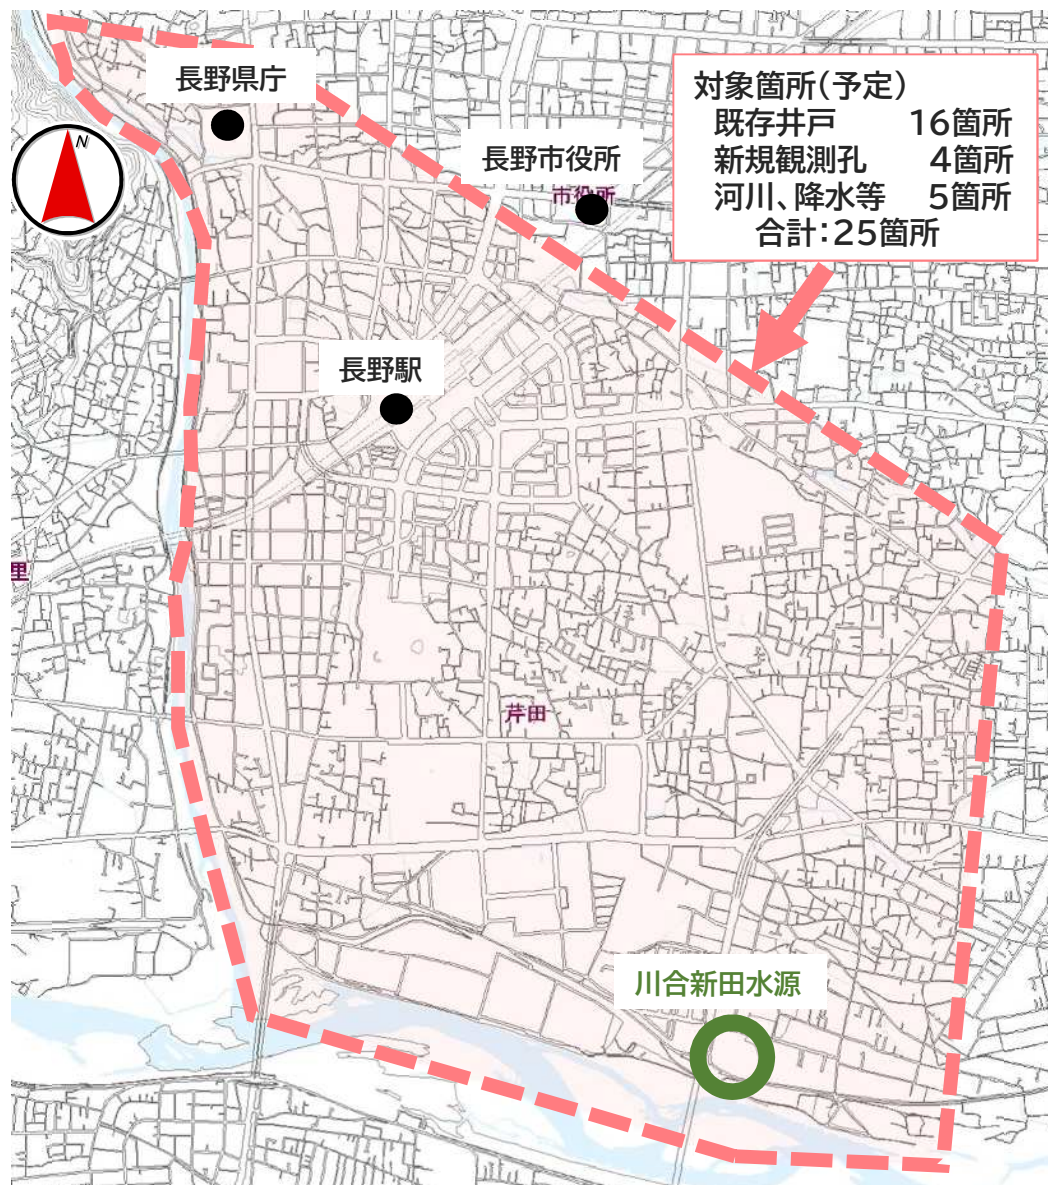 長野県庁
対象箇所(予定)
既存井戸 16箇所
新規観測孔 4箇所
河川、降水等 5箇所
合計:25箇所
N
長野市役所
市役所
長野駅
里
芹田
川合新田水源